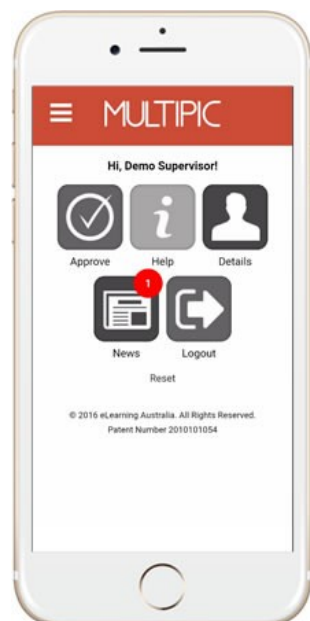 MULTIPIC
Hi, Demo Supervisor!
Approve
Help
Details
1
News
Logout
Reset
© 2016 eLearning Australia. All Rights Reserved.
Patent Number 2010101054